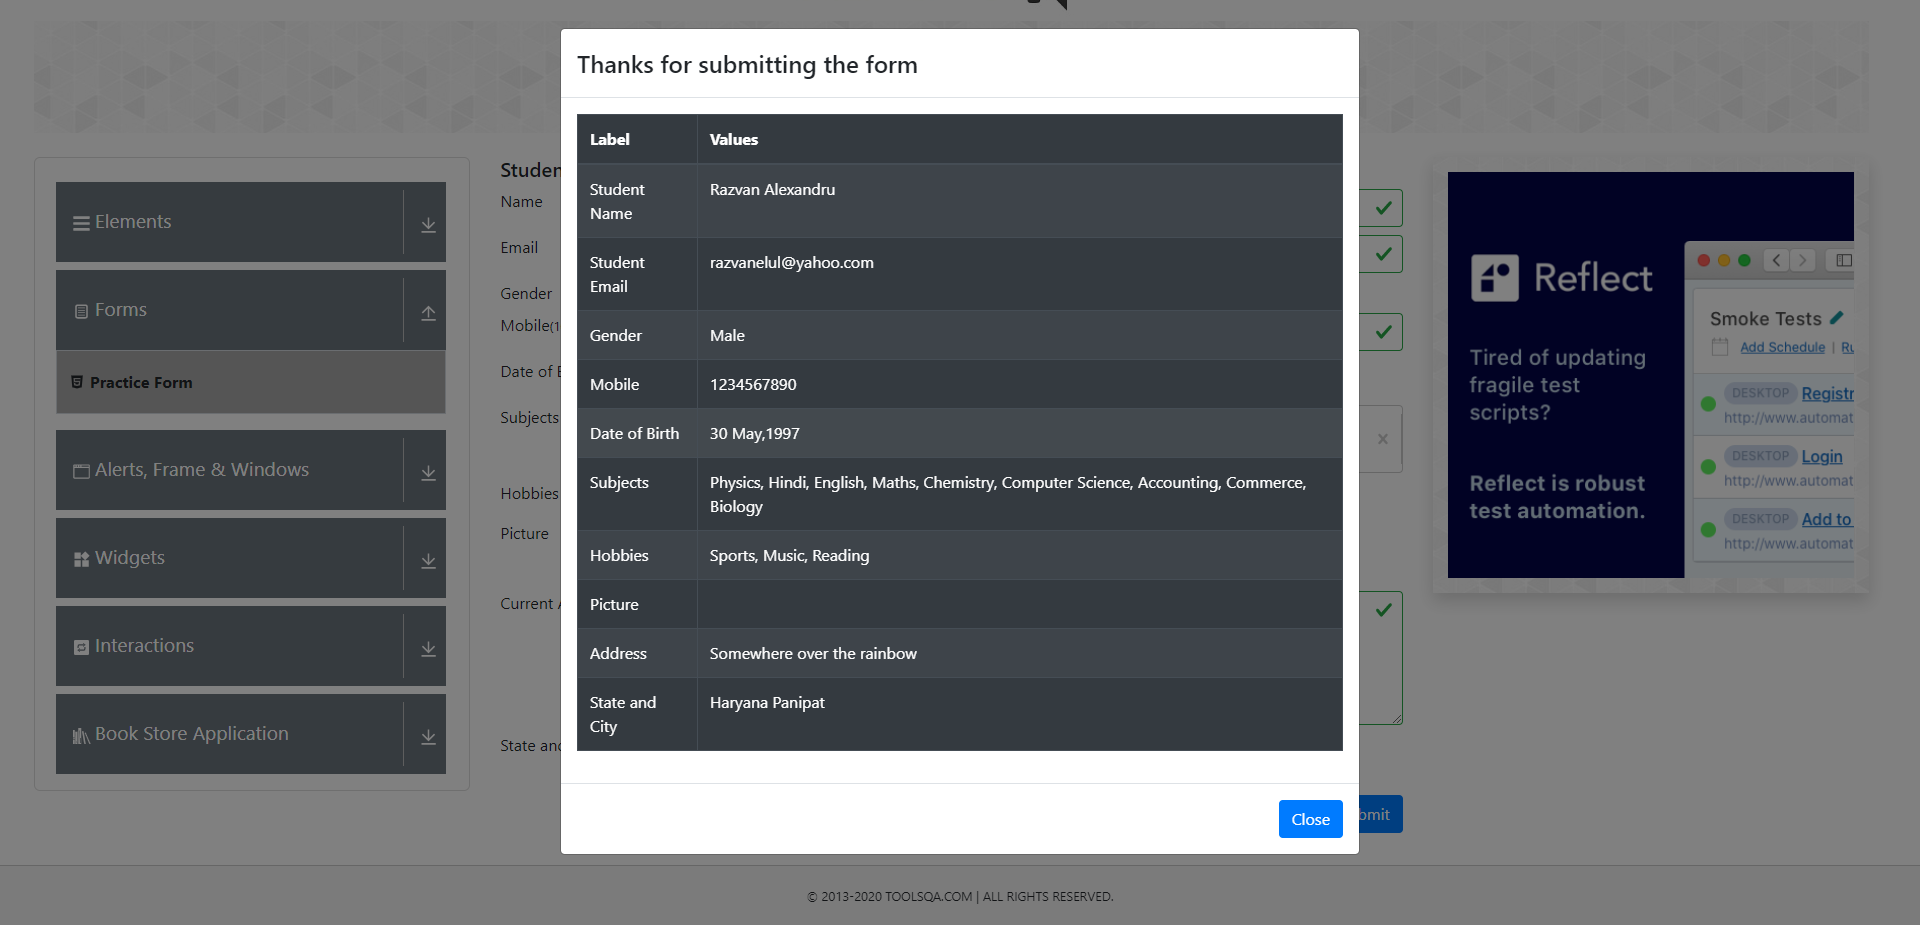 Thanks for submitting the form
Label Values
Student Name Razvan Alexandru
Student Email razvanelul@yahoo.com
Gender Male
Mobile 1234567890
Date of Birth 30 May,1997
Subjects Physics, Hindi, English, Maths, Chemistry, Computer Science, Accounting, Commerce,
Biology
Hobbies Sports, Music, Reading
Picture
Address Somewhere over the rainbow
State and City Haryana Panipat
Close
Elements
Forms
Practice Form
Alerts, Frame & Windows
Widgets
Interactions
Book Store Application
Studen
Name
Email
Gender
Mobile(1
Date of B
Subjects
Hobbies
Picture
Current A
State and
bmit
Reflect
Tired of updating
fragile test
scripts?
Reflect is robust
test automation.
Smoke Tests
Add Schedule | Ru
DESKTOP Registr
http://www.automat
DESKTOP Login
http://www.automat
DESKTOP Add to
http://www.automat
© 2013-2020 TOOLSQA.COM | ALL RIGHTS RESERVED.